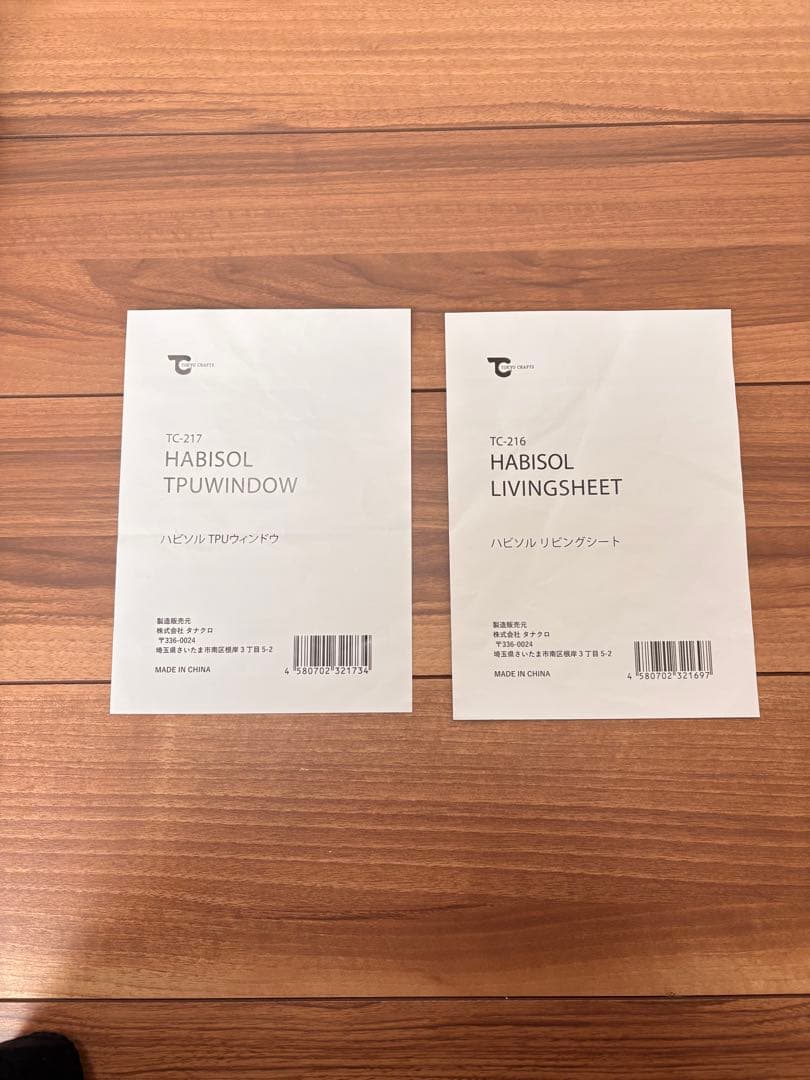 TC TOKYO CRAFTS
TC-217
HABISOL
TPUWINDOW
ハビソル TPUウィンドウ
製造販売元
株式会社 タナクロ
〒336-0024
埼玉県さいたま市南区根岸3丁目5-2
MADE IN CHINA
4 580702 321734
TC TOKYO CRAFTS
TC-216
HABISOL
LIVINGSHEET
ハビソル リビングシート
製造販売元
株式会社 タナクロ
〒336-0024
埼玉県さいたま市南区根岸3丁目5-2
MADE IN CHINA
4 580702 321697